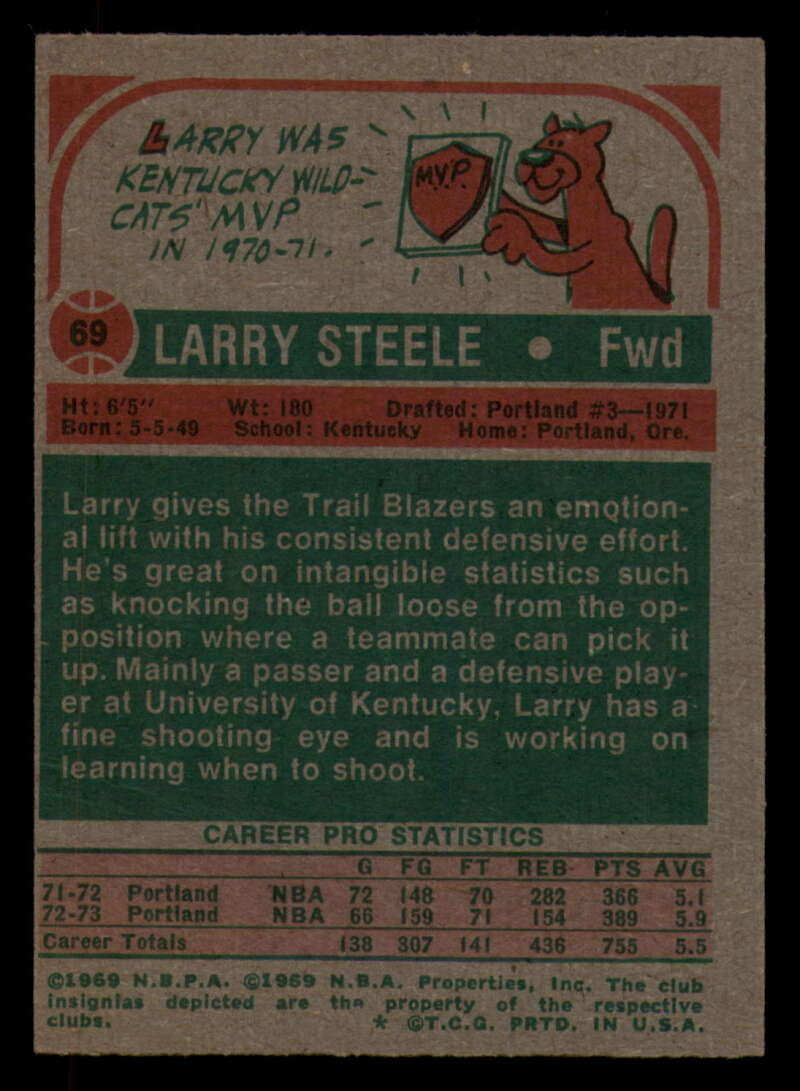 LARRY WAS
KENTUCKY WILD-
CATS' MVP
IN 1970-71.
M.V.P.
69
LARRY STEELE • Fwd
Ht: 6'5" Wt: 180 Drafted: Portland #3—1971
Born: 5-5-49 School: Kentucky Home: Portland, Ore.
Larry gives the Trail Blazers an emotion-
al lift with his consistent defensive effort.
He's great on intangible statistics such
as knocking the ball loose from the op-
position where a teammate can pick it
up. Mainly a passer and a defensive play-
er at University of Kentucky, Larry has a
fine shooting eye and is working on
learning when to shoot.
CAREER PRO STATISTICS
G FG FT REB PTS AVG
71-72 Portland NBA 72 148 70 282 366 5.1
72-73 Portland NBA 66 159 71 154 389 5.9
Career Totals 138 307 141 436 755 5.5
©1969 N.B.P.A. ©1969 N.B.A. Properties, Inc. The club
insignias depicted are the property of the respective
clubs. * ©T.C.G. PRTD. IN U.S.A.